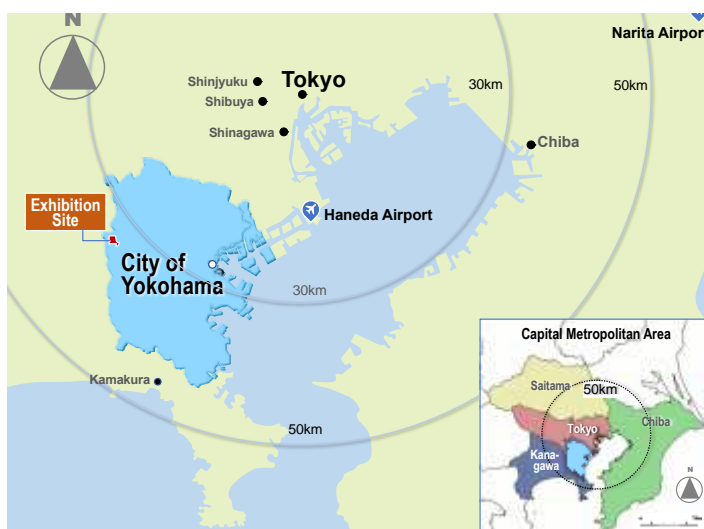 N
Narita Airport
Shinjyuku
Tokyo
30km
50km
Shibuya
Shinagawa
Chiba
Exhibition
Site
Haneda Airport
City of
Yokohama
30km
Kamakura
50km
Capital Metropolitan Area
Saitama
50km
Chiba
Tokyo
Kana
gawa
N